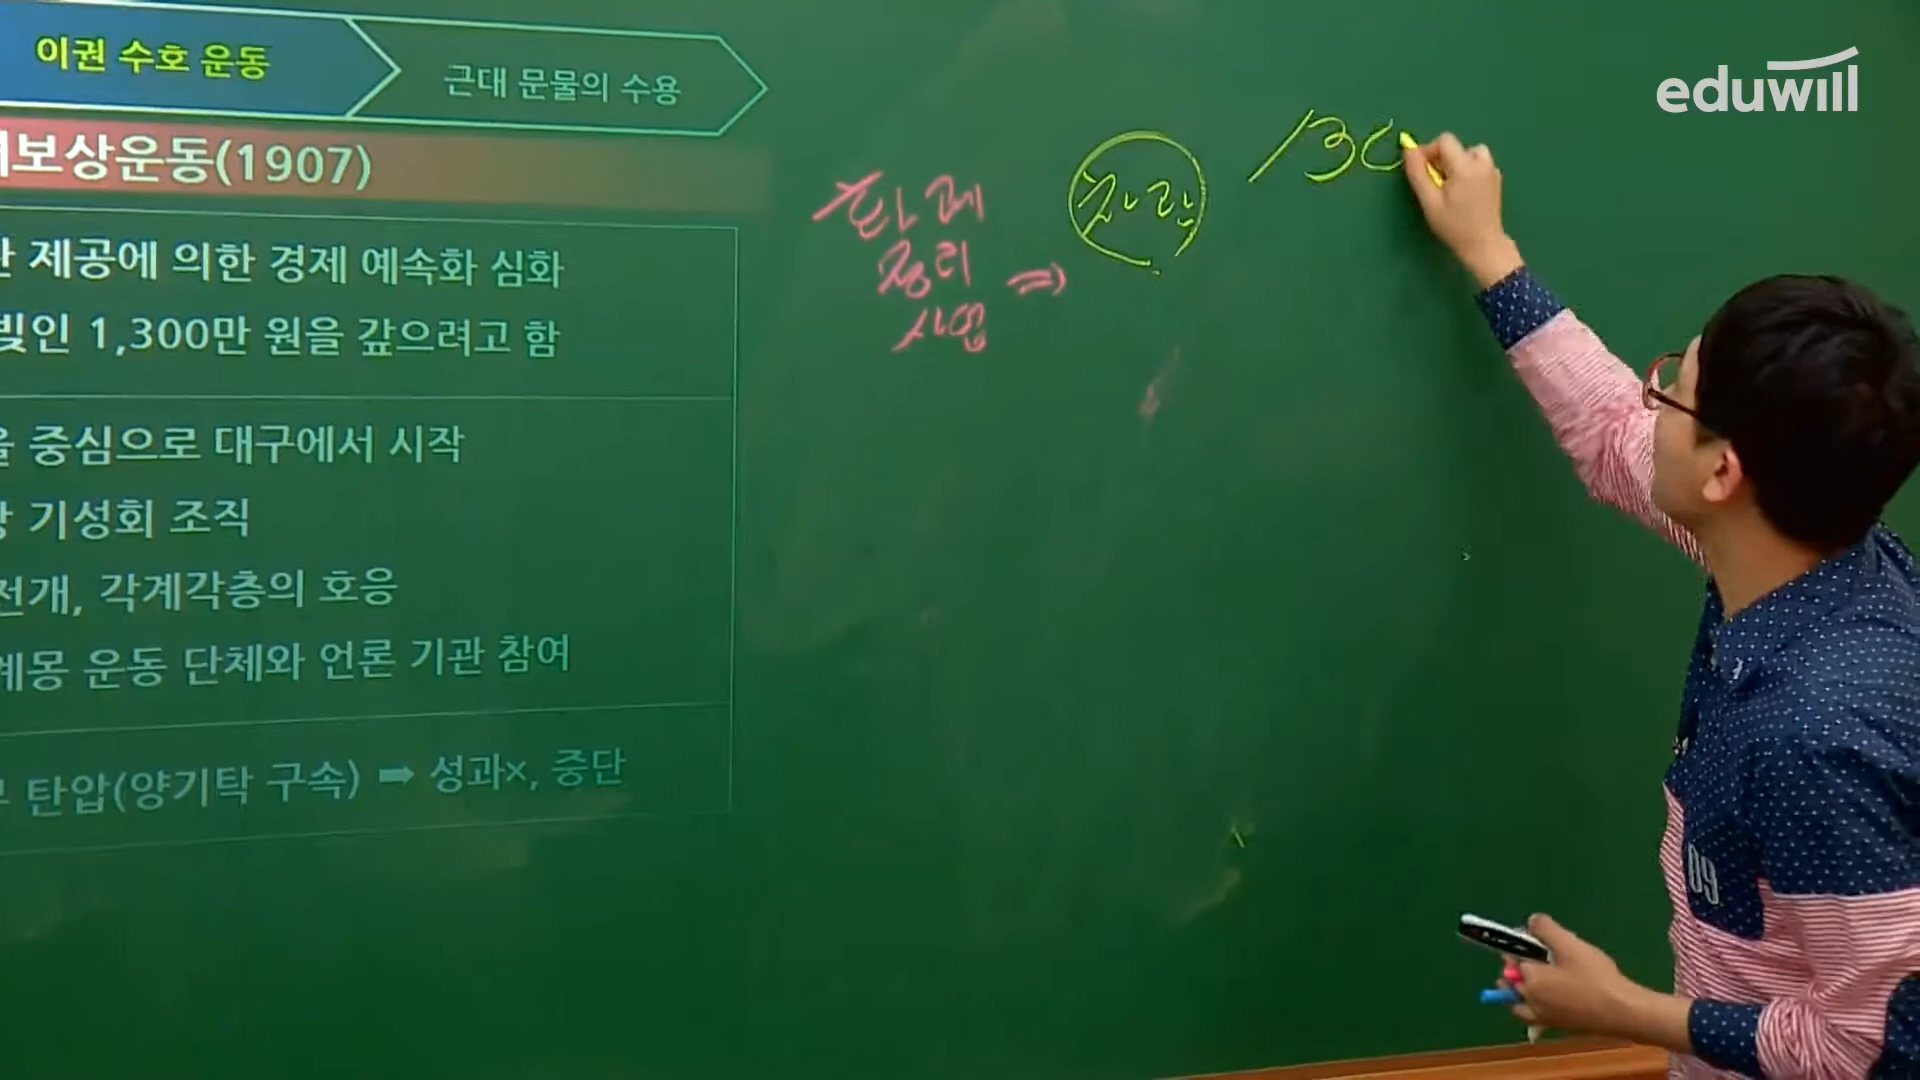 이권 수호 운동
근대 문물의 수용
보상운동(1907)
제공에 의한 경제 예속화 심화
빚인 1,300만 원을 갚으려고 함
을 중심으로 대구에서 시작
기성회 조직
전개, 각계각층의 호응
계몽 운동 단체와 언론 기관 참여
탄압(양기탁 구속) ➡ 성과×, 중단
화폐
정리
사업 ⇒
차관
130
eduwill
09